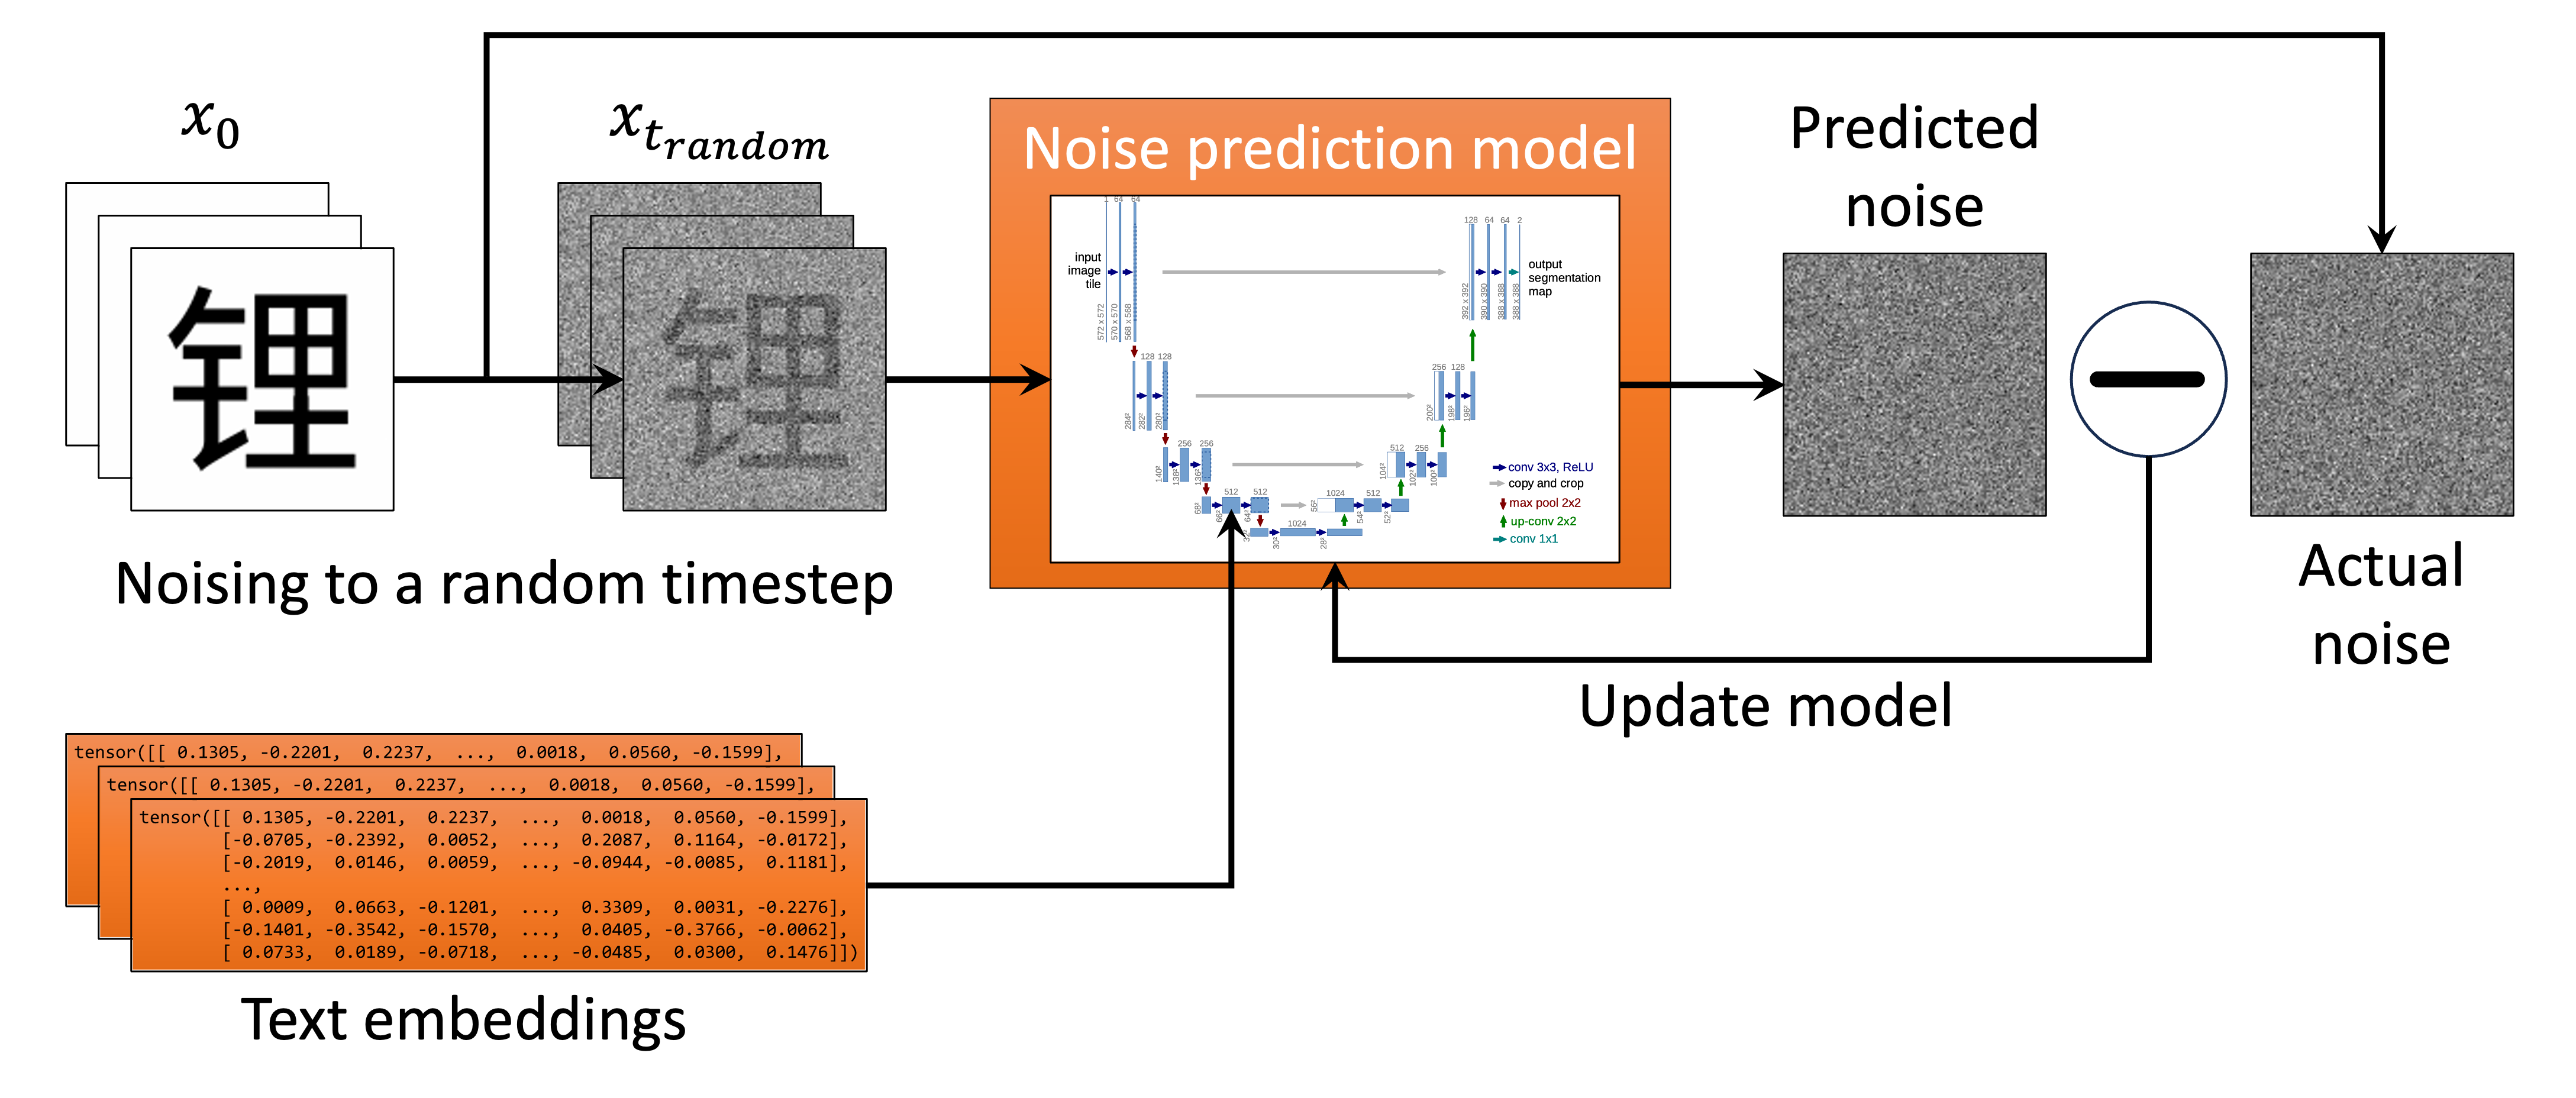 x₀
x_{t_{random}}
锂
锂
Noising to a random timestep
Noise prediction model
1 64 64
input
image
tile
572 x 572
570 x 570
568 x 568
128 128
284²
282²
280²
256 256
140²
138²
136²
512 512
68²
66²
64²
1024
32²
30²
28²
1024 512
56²
54²
52²
512 256
104²
102²
100²
256 128
200²
198²
196²
128 64 64 2
392 x 392
390 x 390
388 x 388
388 x 388
output
segmentation
map
conv 3x3, ReLU
copy and crop
max pool 2x2
up-conv 2x2
conv 1x1
Predicted
noise
Actual
noise
Update model
tensor([[ 0.1305, -0.2201, 0.2237, ..., 0.0018, 0.0560, -0.1599],
tensor([[ 0.1305, -0.2201, 0.2237, ..., 0.0018, 0.0560, -0.1599],
tensor([[ 0.1305, -0.2201, 0.2237, ..., 0.0018, 0.0560, -0.1599],
[-0.0705, -0.2392, 0.0052, ..., 0.2087, 0.1164, -0.0172],
[-0.2019, 0.0146, 0.0059, ..., -0.0944, -0.0085, 0.1181],
...,
[ 0.0009, 0.0663, -0.1201, ..., 0.3309, 0.0031, -0.2276],
[-0.1401, -0.3542, -0.1570, ..., 0.0405, -0.3766, -0.0062],
[ 0.0733, 0.0189, -0.0718, ..., -0.0485, 0.0300, 0.1476]])
Text embeddings